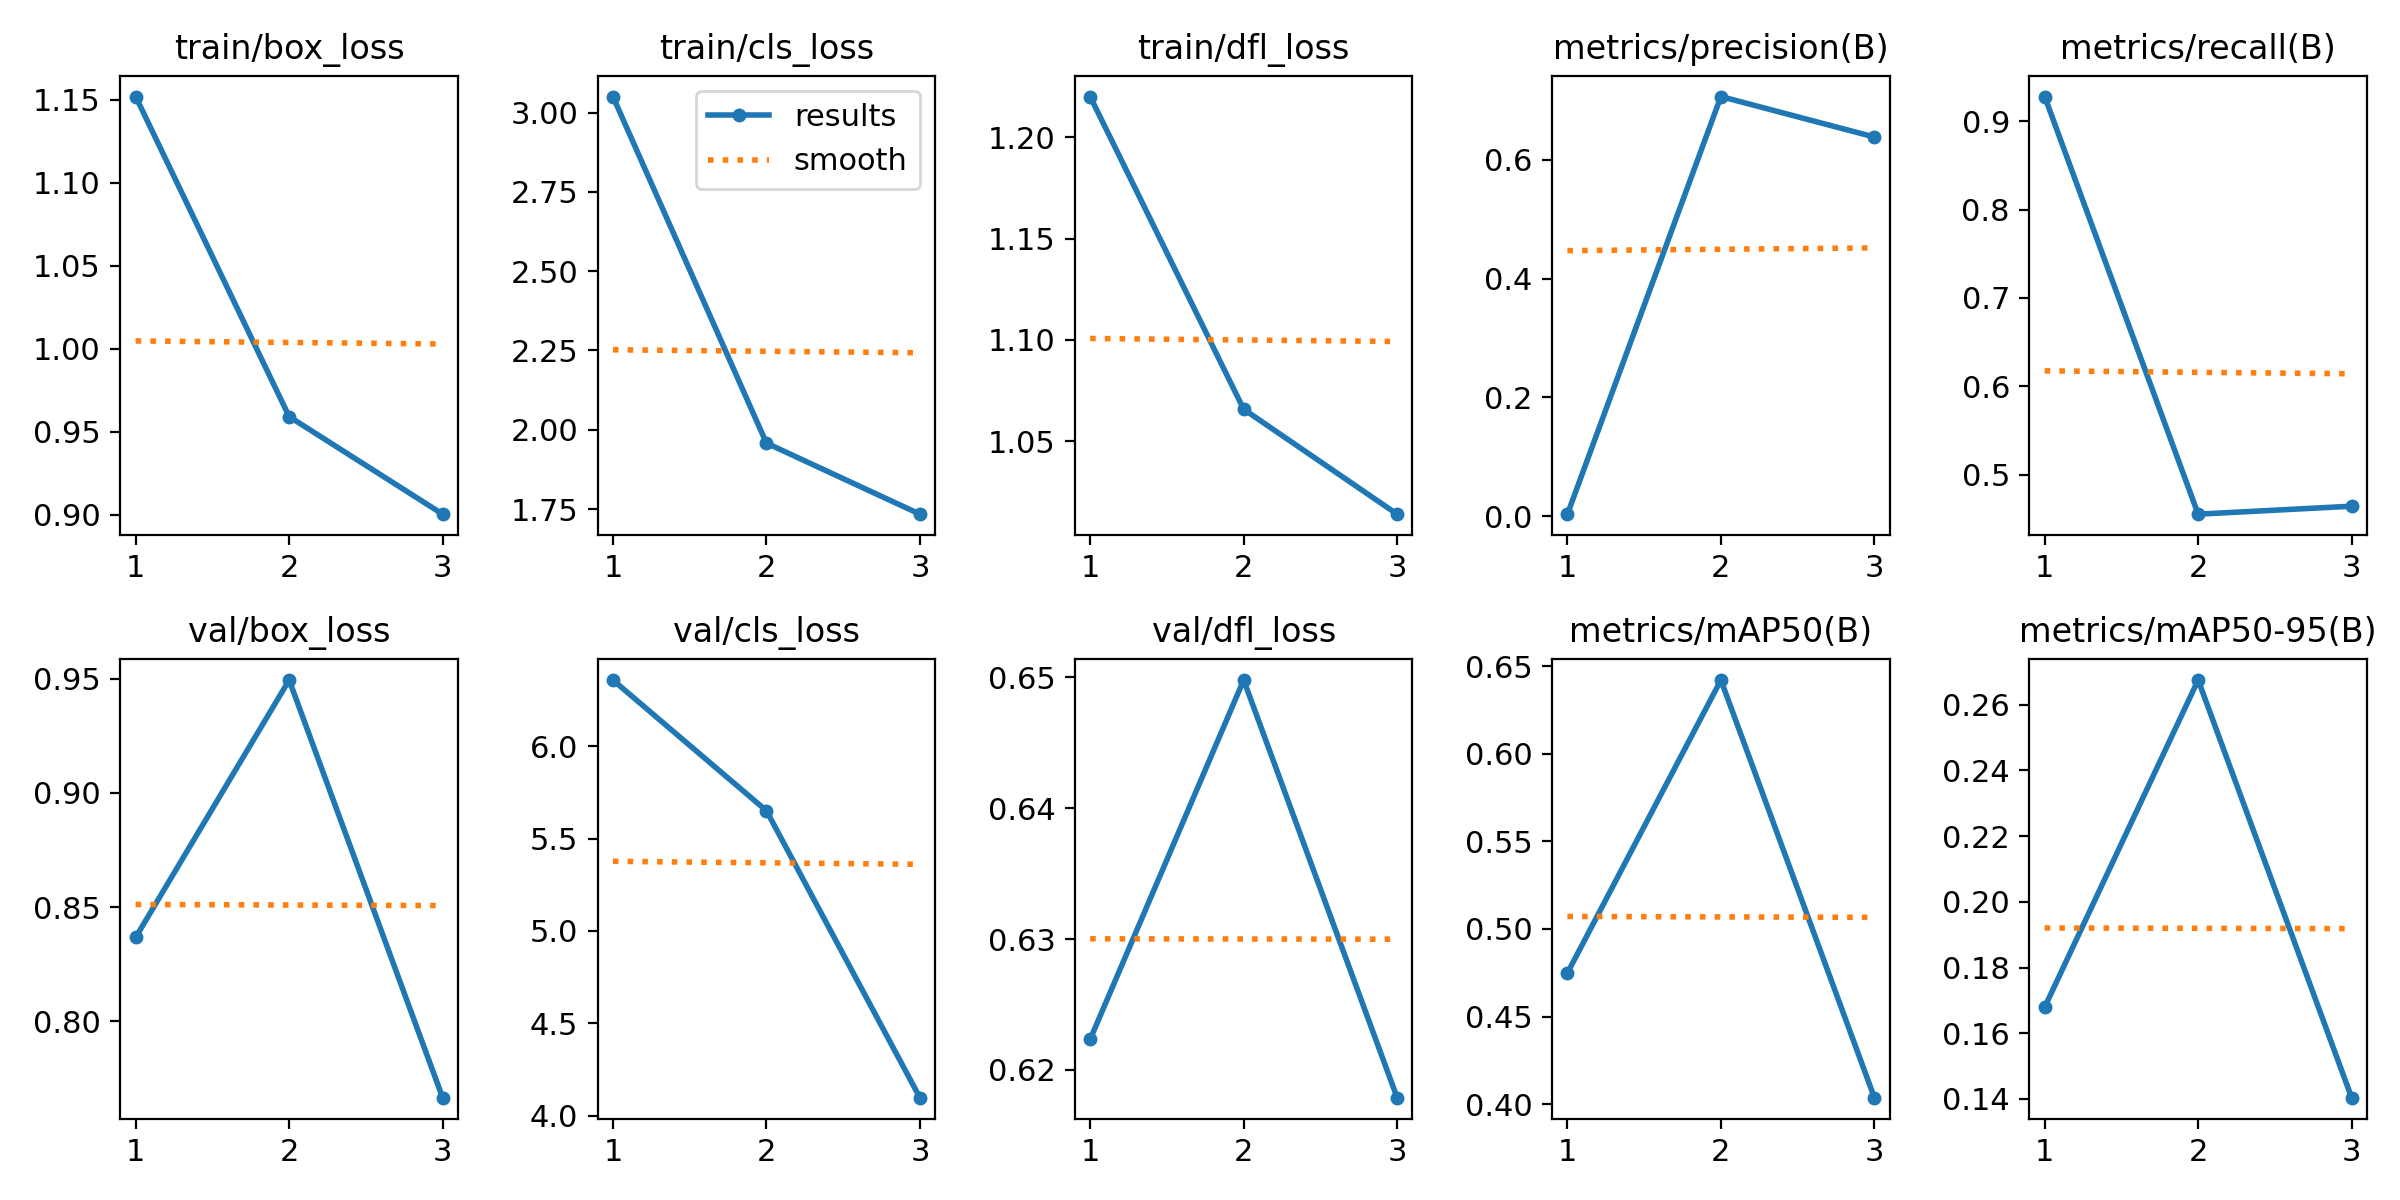 train/box_loss
1.15
1.10
1.05
1.00
0.95
0.90
1 2 3
train/cls_loss
results
smooth
3.00
2.75
2.50
2.25
2.00
1.75
1 2 3
train/dfl_loss
1.20
1.15
1.10
1.05
1 2 3
metrics/precision(B)
0.6
0.4
0.2
0.0
1 2 3
metrics/recall(B)
0.9
0.8
0.7
0.6
0.5
1 2 3
val/box_loss
0.95
0.90
0.85
0.80
1 2 3
val/cls_loss
6.0
5.5
5.0
4.5
4.0
1 2 3
val/dfl_loss
0.65
0.64
0.63
0.62
1 2 3
metrics/mAP50(B)
0.65
0.60
0.55
0.50
0.45
0.40
1 2 3
metrics/mAP50-95(B)
0.26
0.24
0.22
0.20
0.18
0.16
0.14
1 2 3